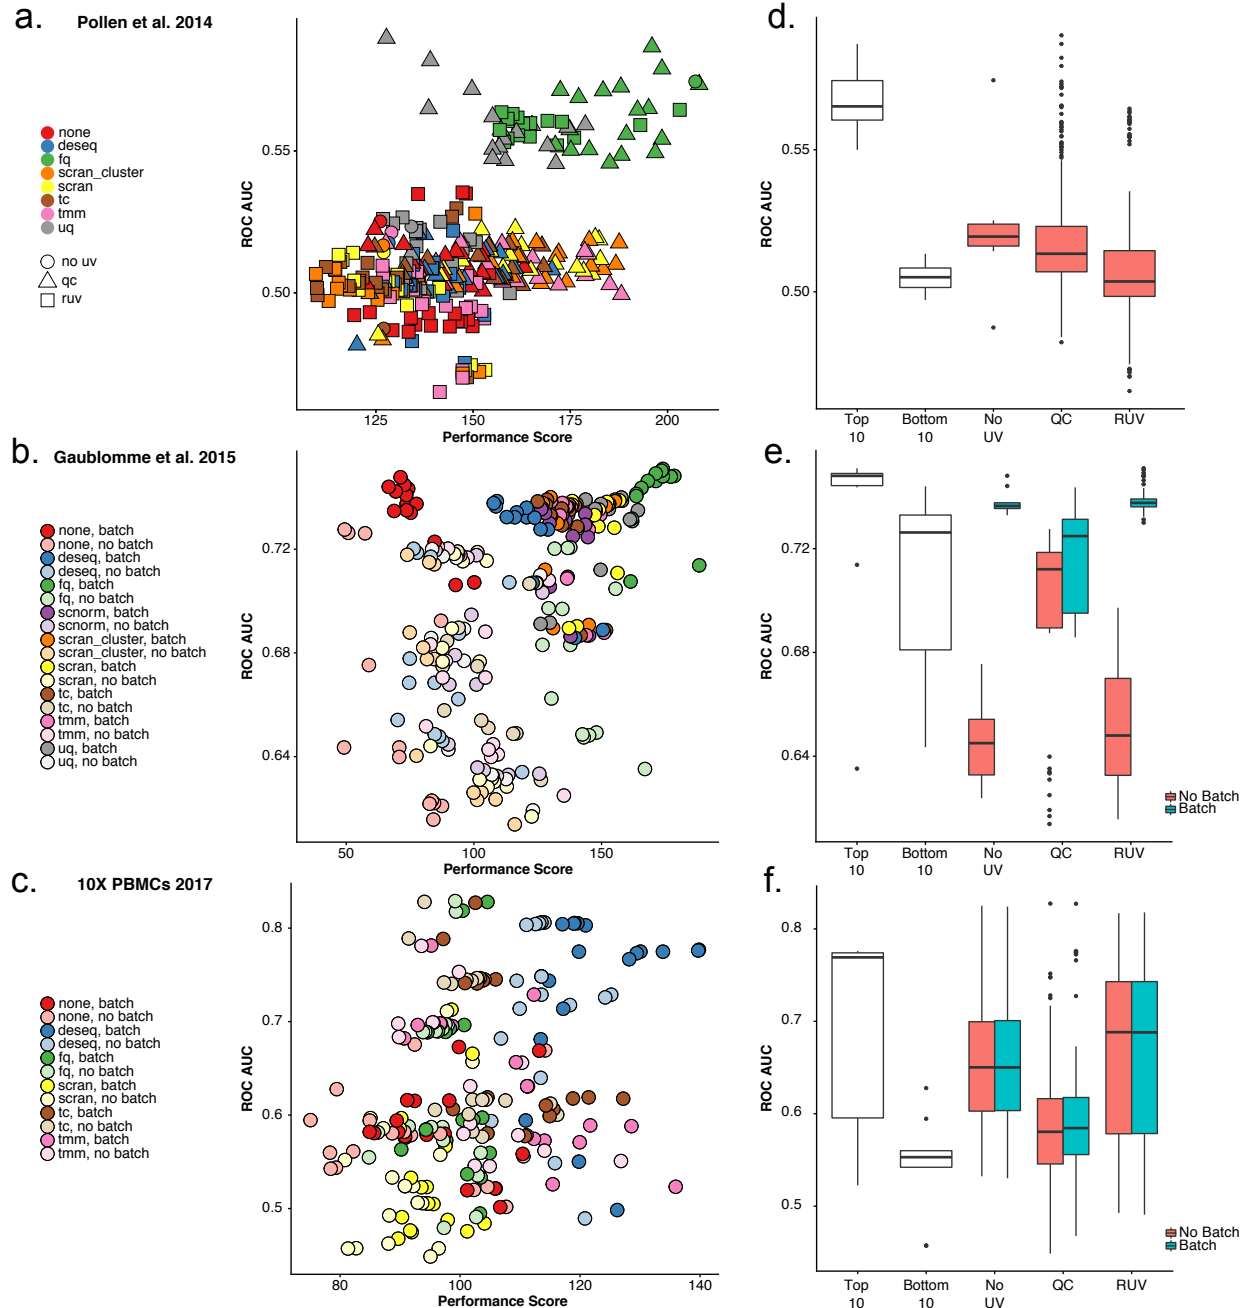 a. Pollen et al. 2014
none
deseq
fq
scran_cluster
scran
tc
tmm
uq
no uv
qc
ruv
ROC AUC
0.55
0.50
125 150 175 200
Performance Score
d.
ROC AUC
0.55
0.50
Top 10
Bottom 10
No UV
QC
RUV
b. Gaublomme et al. 2015
none, batch
none, no batch
deseq, batch
deseq, no batch
fq, batch
fq, no batch
scnorm, batch
scnorm, no batch
scran_cluster, batch
scran_cluster, no batch
scran, batch
scran, no batch
tc, batch
tc, no batch
tmm, batch
tmm, no batch
uq, batch
uq, no batch
ROC AUC
0.72
0.68
0.64
50 100 150
Performance Score
e.
ROC AUC
0.72
0.68
0.64
Top 10
Bottom 10
No UV
QC
RUV
No Batch
Batch
c. 10X PBMCs 2017
none, batch
none, no batch
deseq, batch
deseq, no batch
fq, batch
fq, no batch
scran, batch
scran, no batch
tc, batch
tc, no batch
tmm, batch
tmm, no batch
ROC AUC
0.8
0.7
0.6
0.5
80 100 120 140
Performance Score
f.
ROC AUC
0.8
0.7
0.6
0.5
Top 10
Bottom 10
No UV
QC
RUV
No Batch
Batch